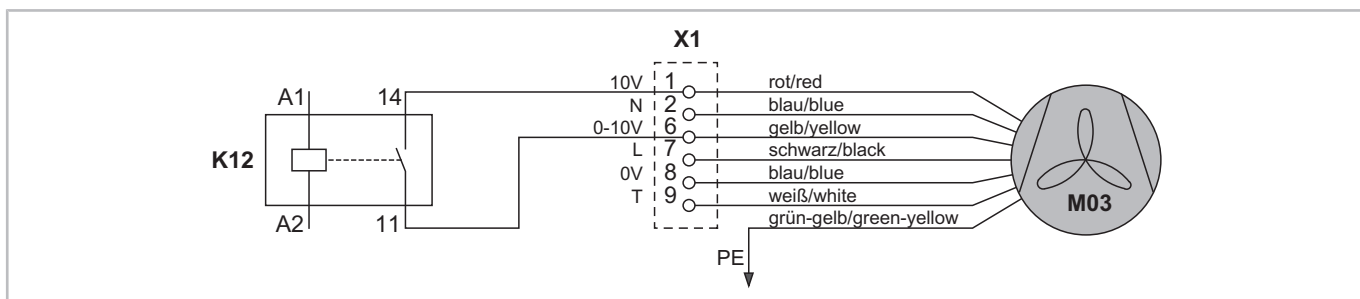 X1
10V 1 rot/red
A1 14
N 2 blau/blue
0-10V 6 gelb/yellow
K12
L 7 schwarz/black
0V 8 blau/blue
T 9 weiß/white
M03
A2 11
grün-gelb/green-yellow
PE